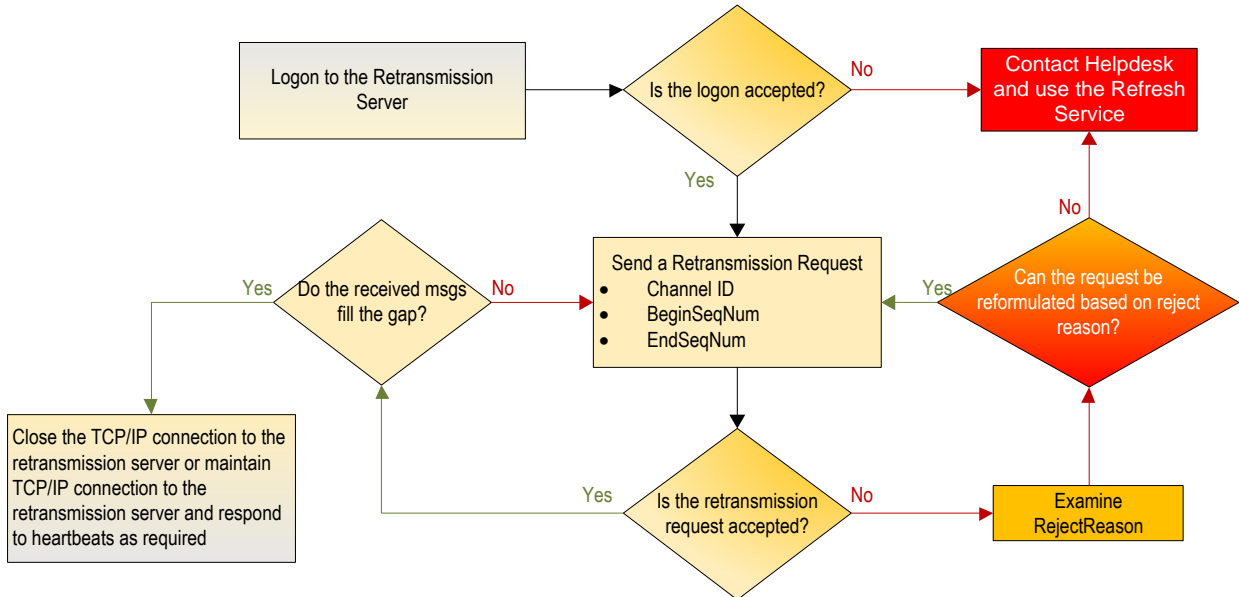 Logon to the Retransmission
Server
Is the logon accepted?
No
Contact Helpdesk
and use the Refresh
Service
Yes
No
Send a Retransmission Request
• Channel ID
• BeginSeqNum
• EndSeqNum
Yes
Do the received msgs
fill the gap?
No
Yes
Can the request be
reformulated based on reject
reason?
Close the TCP/IP connection to the
retransmission server or maintain
TCP/IP connection to the
retransmission server and respond
to heartbeats as required
Yes
Is the retransmission
request accepted?
No
Examine
RejectReason